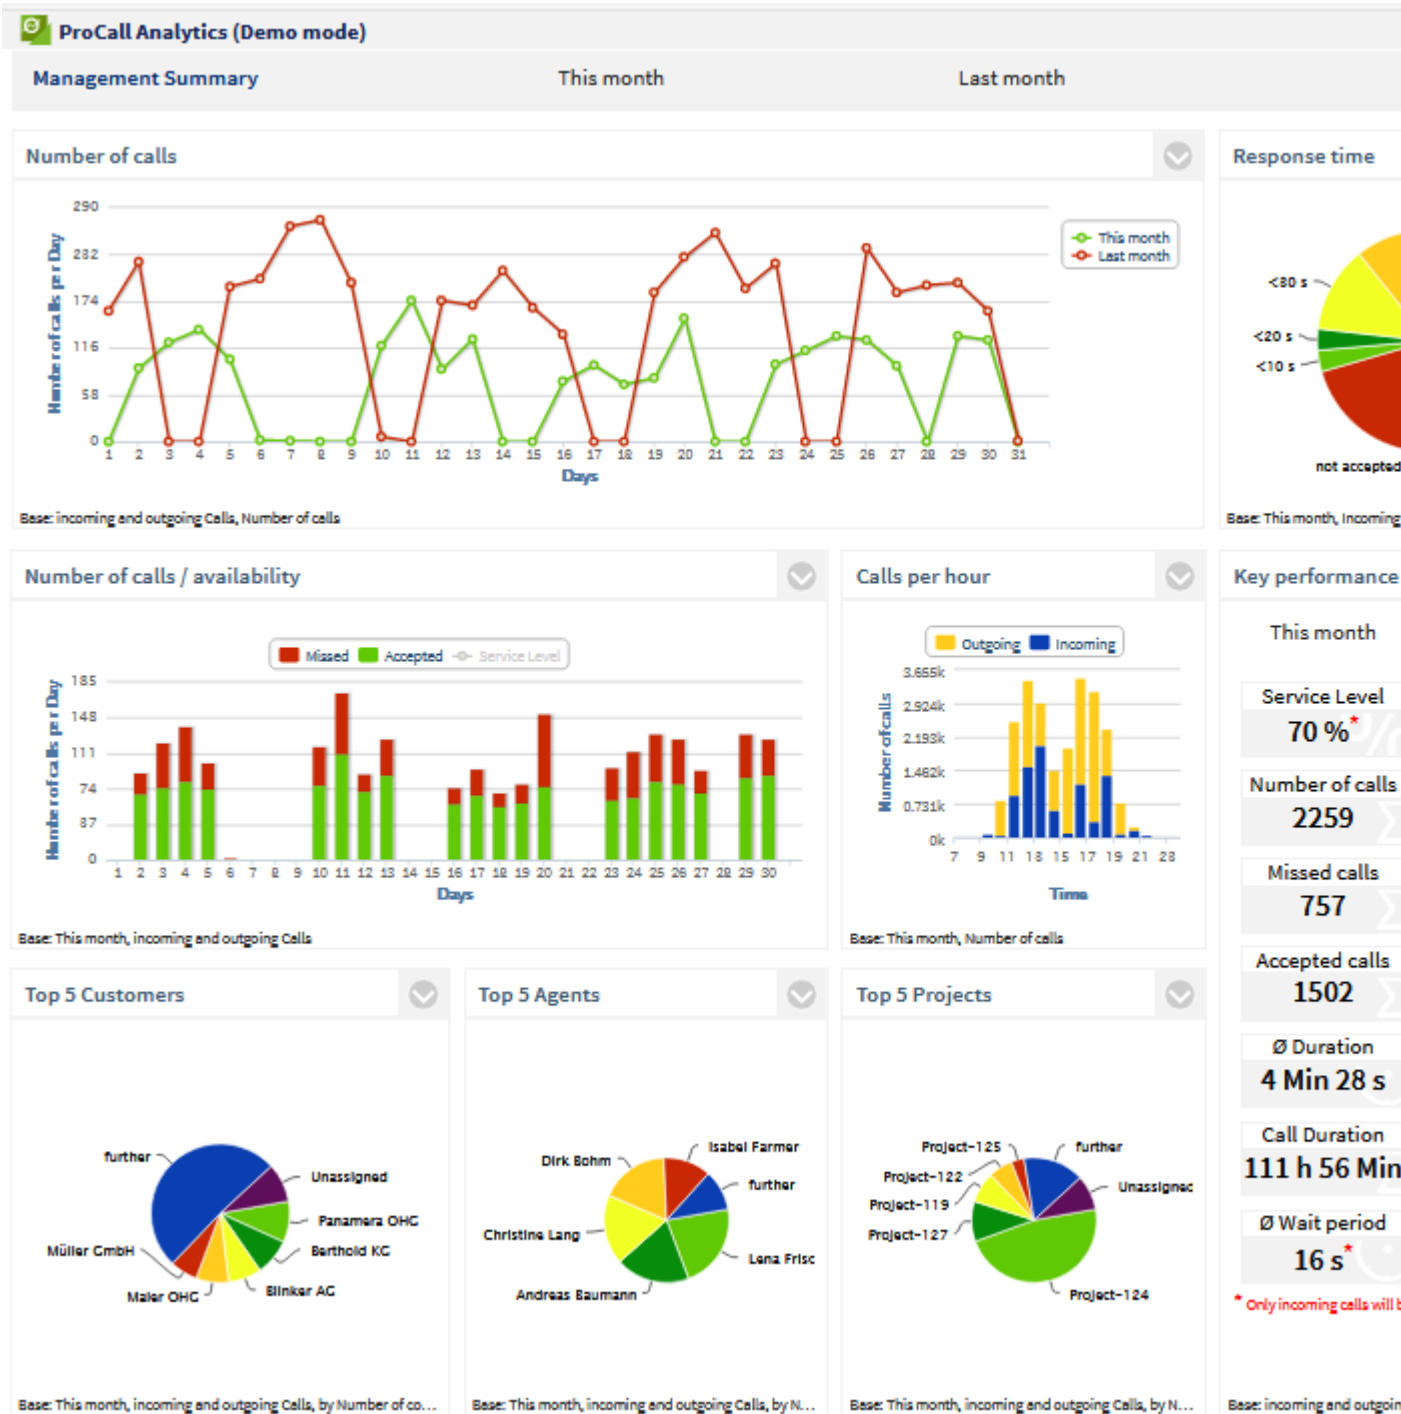 ProCall Analytics (Demo mode)
Management Summary This month Last month
Number of calls
290
232
174
116
58
0
Number of calls per Day
1 2 3 4 5 6 7 8 9 10 11 12 13 14 15 16 17 18 19 20 21 22 23 24 25 26 27 28 29 30 31
Days
This month
Last month
Base: incoming and outgoing Calls, Number of calls
Response time
<30 s
<20 s
<10 s
not accepted
Base: This month, Incoming
Number of calls / availability
Missed Accepted Service Level
185
148
111
74
37
0
Number of calls per Day
1 2 3 4 5 6 7 8 9 10 11 12 13 14 15 16 17 18 19 20 21 22 23 24 25 26 27 28 29 30
Days
Base: This month, incoming and outgoing Calls
Calls per hour
Outgoing Incoming
3.655k
2.924k
2.193k
1.462k
0.731k
0k
Number of calls
7 9 11 13 15 17 19 21 23
Time
Base: This month, Number of calls
Key performance
This month
Service Level
70 %*
Number of calls
2259
Missed calls
757
Accepted calls
1502
Ø Duration
4 Min 28 s
Call Duration
111 h 56 Min
Ø Wait period
16 s*
* Only incoming calls will b
Base: incoming and outgoin
Top 5 Customers
further
Unassigned
Panamera OHG
Berthold KG
Blinker AG
Maier OHG
Müller GmbH
Base: This month, incoming and outgoing Calls, by Number of co...
Top 5 Agents
Isabel Farmer
Dirk Bohm
further
Christine Lang
Lena Frisc
Andreas Baumann
Base: This month, incoming and outgoing Calls, by N...
Top 5 Projects
Project-125
further
Project-122
Unassigned
Project-119
Project-127
Project-124
Base: This month, incoming and outgoing Calls, by N...